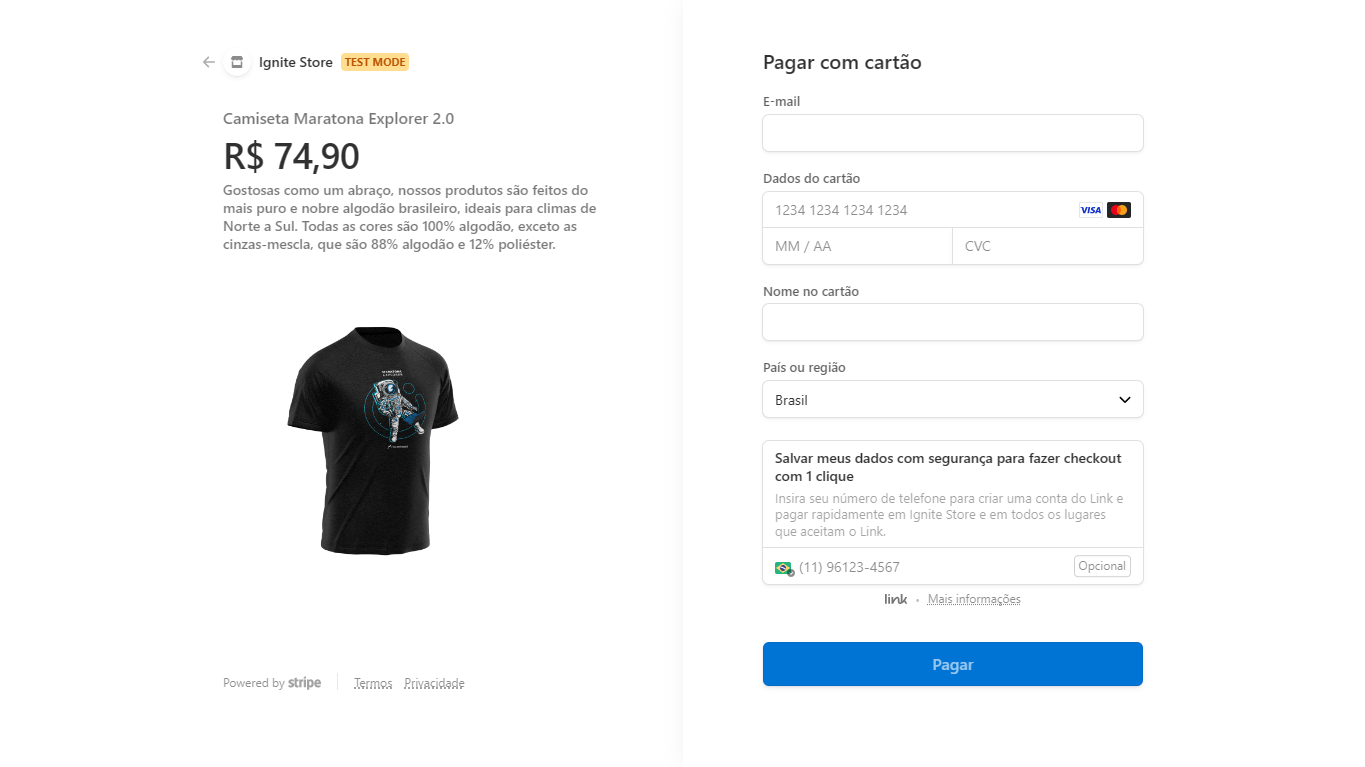 Ignite Store TEST MODE
Camiseta Maratona Explorer 2.0
R$ 74,90
Gostosas como um abraço, nossos produtos são feitos do
mais puro e nobre algodão brasileiro, ideais para climas de
Norte a Sul. Todas as cores são 100% algodão, exceto as
cinzas-mescla, que são 88% algodão e 12% poliéster.
MARATONA
EXPLORER
Powered by stripe
Termos Privacidade
Pagar com cartão
E-mail
Dados do cartão
1234 1234 1234 1234 VISA
MM / AA CVC
Nome no cartão
País ou região
Brasil
Salvar meus dados com segurança para fazer checkout
com 1 clique
Insira seu número de telefone para criar uma conta do Link e
pagar rapidamente em Ignite Store e em todos os lugares
que aceitam o Link.
(11) 96123-4567 Opcional
link • Mais informações
Pagar